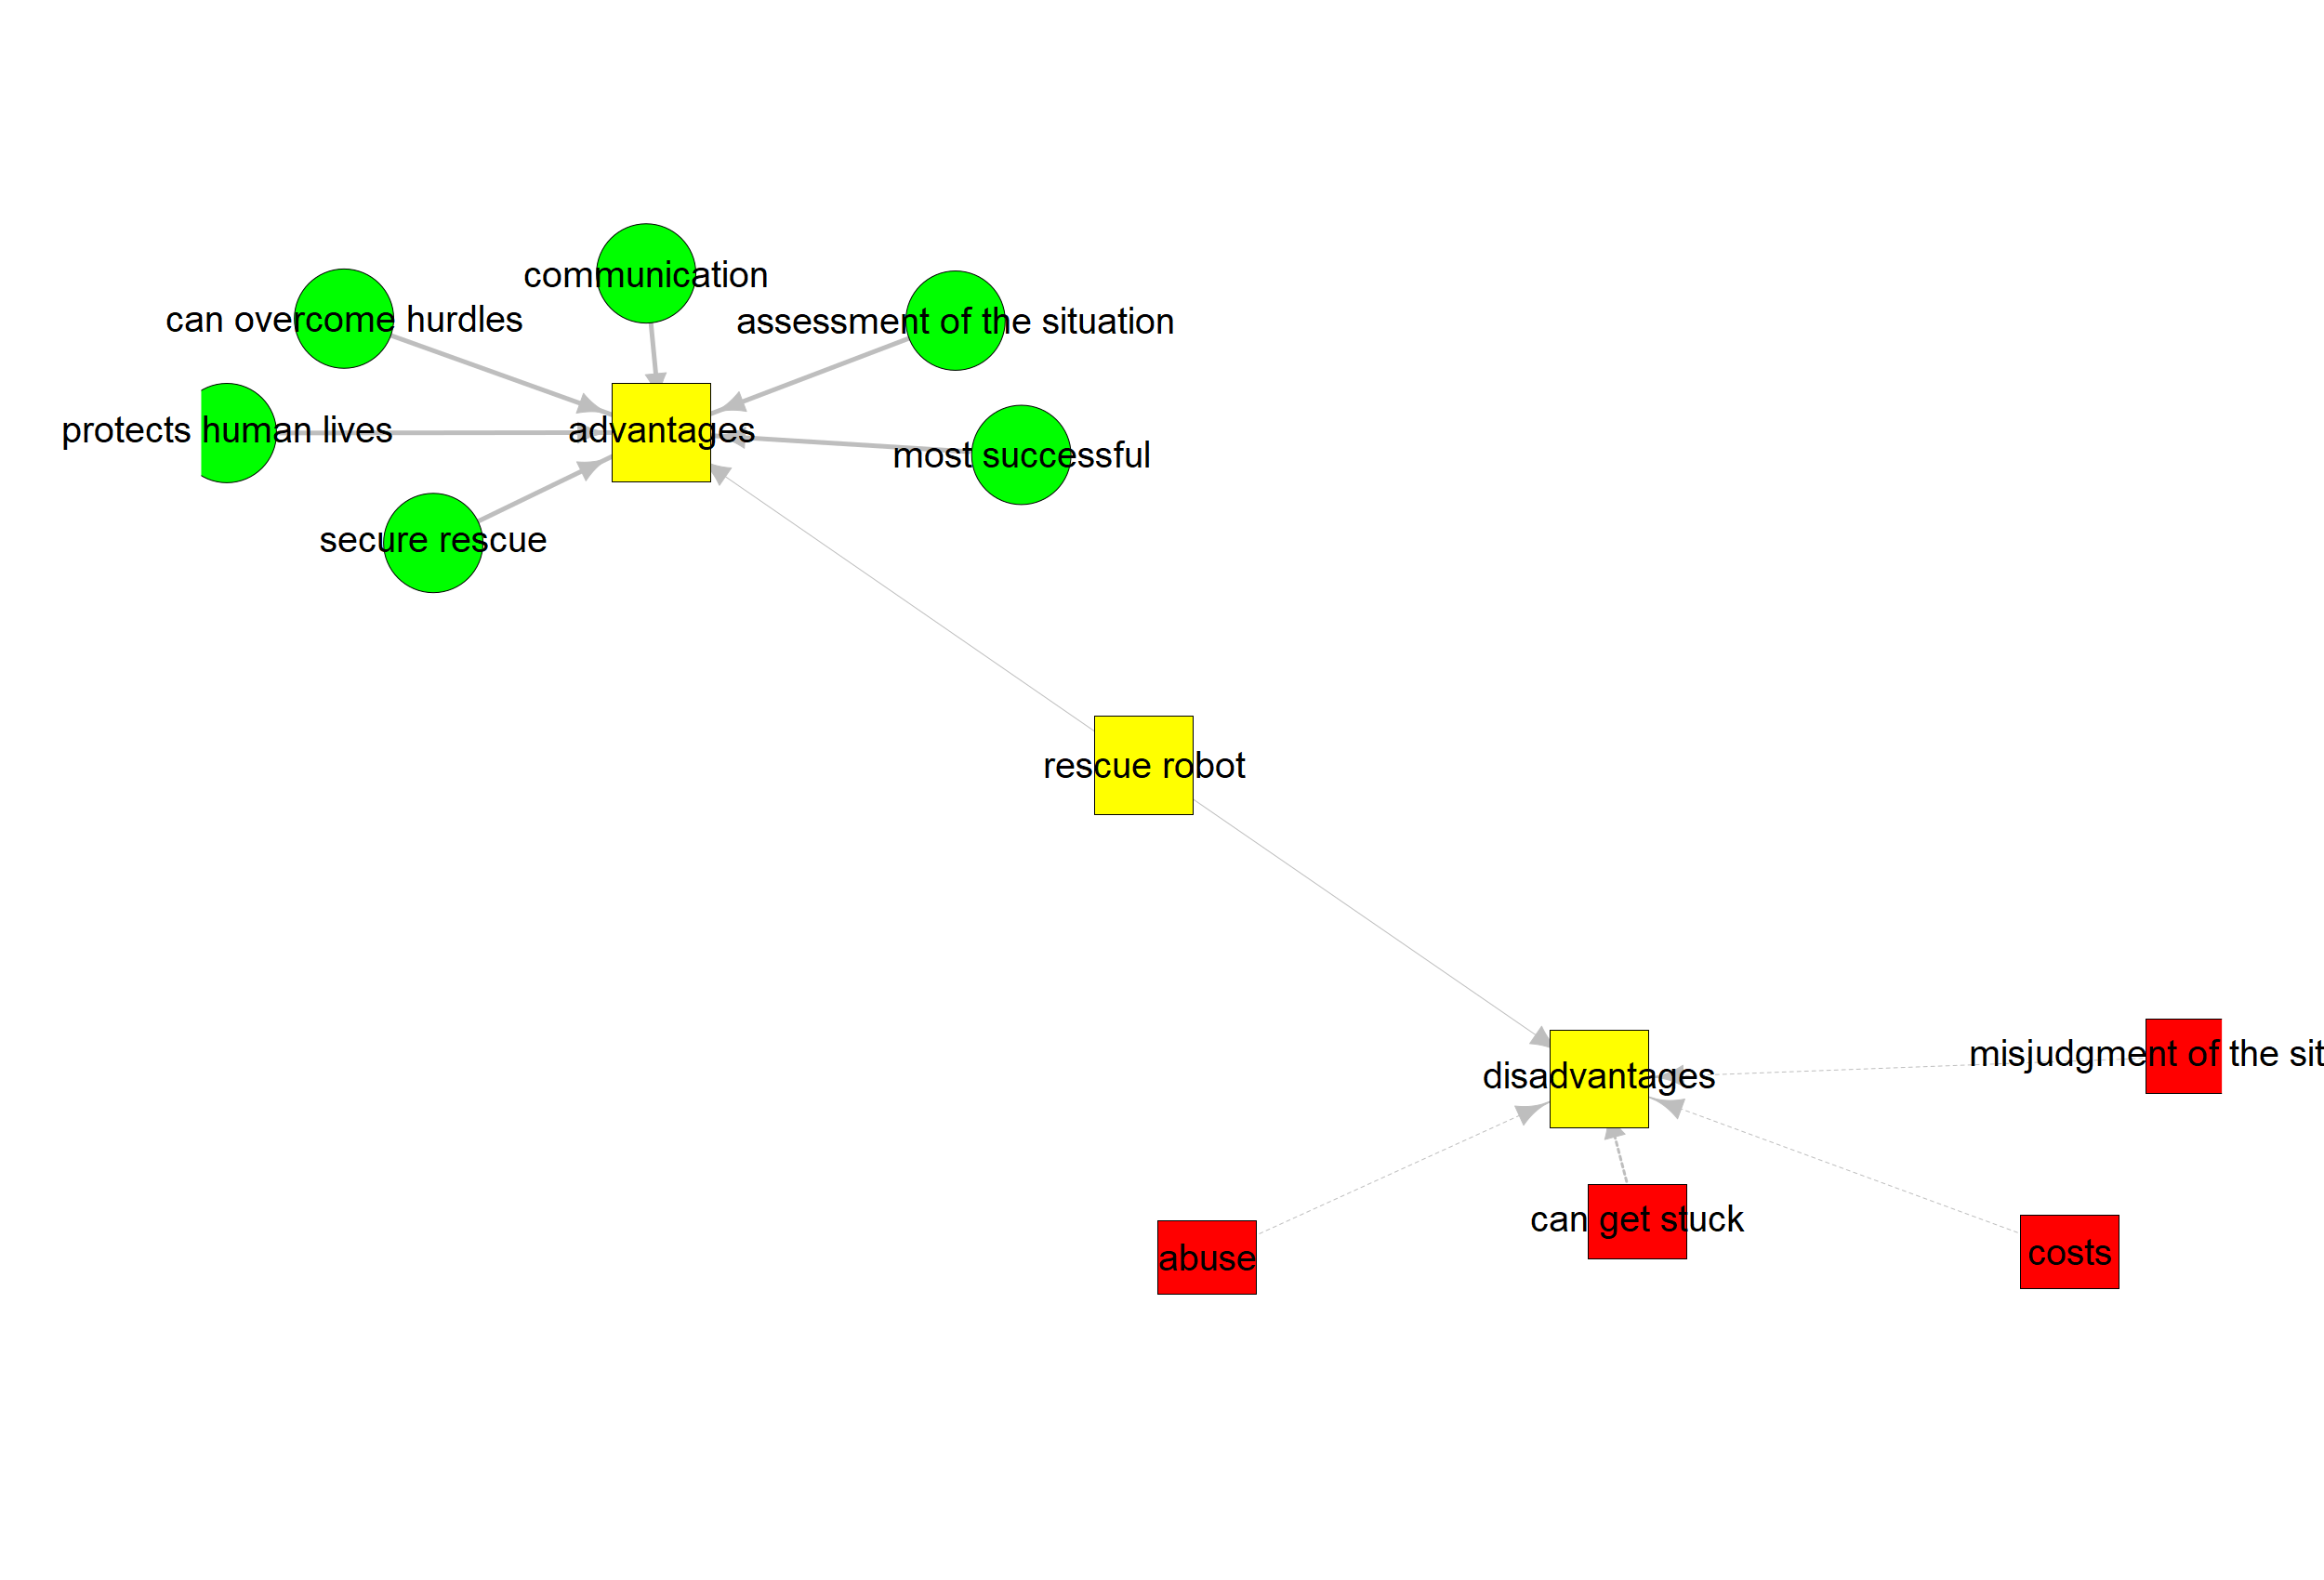 communication
can overcome hurdles
assessment of the situation
protects human lives
advantages
most successful
secure rescue
rescue robot
misjudgment of the sit
disadvantages
can get stuck
costs
abuse